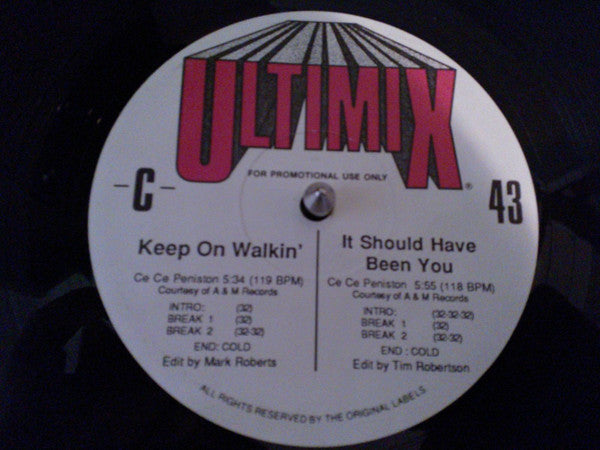 ULTIMIX®
FOR PROMOTIONAL USE ONLY
-C-
43
Keep On Walkin'
Ce Ce Peniston 5:34 (119 BPM)
Courtesy of A & M Records
INTRO: (32)
BREAK 1 (32)
BREAK 2 (32-32)
END: COLD
Edit by Mark Roberts
It Should Have
Been You
Ce Ce Peniston 5:55 (118 BPM)
Courtesy of A & M Records
INTRO: (32-32-32)
BREAK 1 (32)
BREAK 2 (32-32)
END : COLD
Edit by Tim Robertson
ALL RIGHTS RESERVED BY THE ORIGINAL LABELS